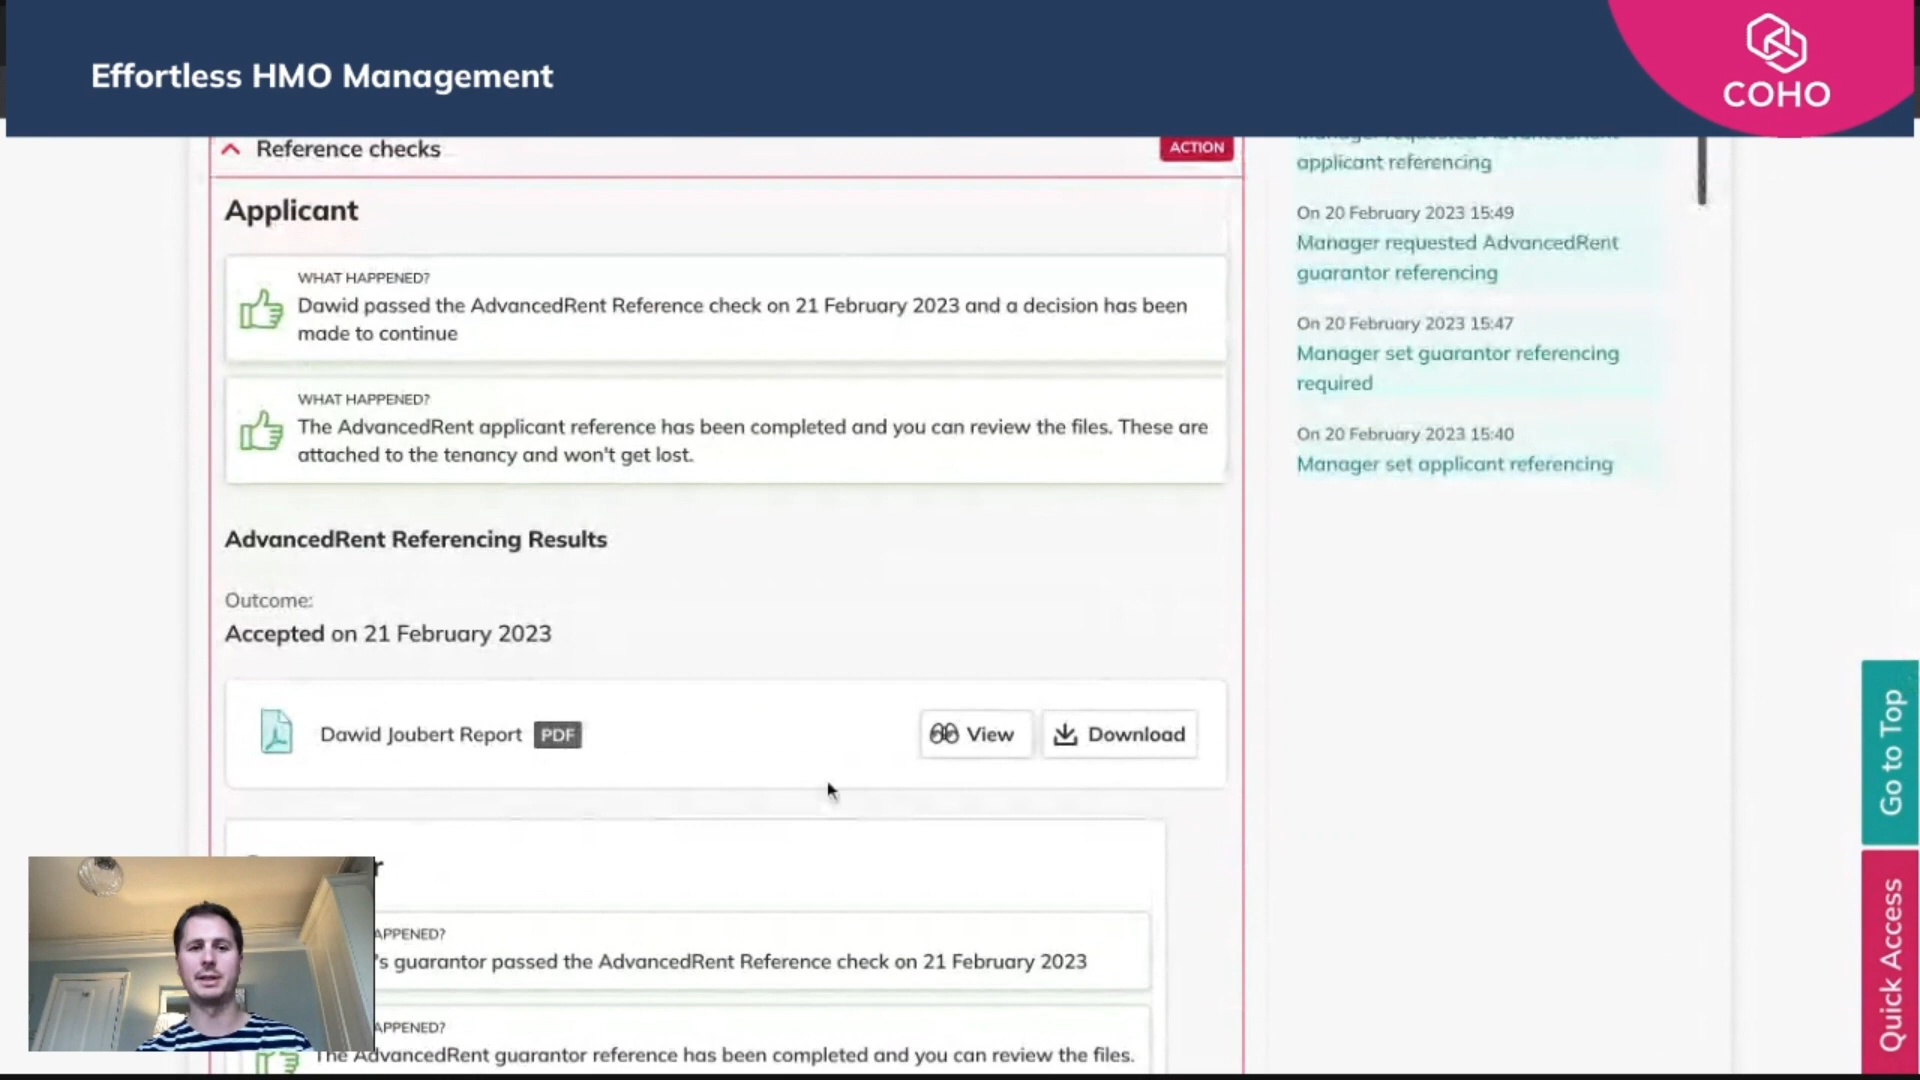 Effortless HMO Management
COHO
Reference checks
ACTION
Applicant
WHAT HAPPENED?
Dawid passed the AdvancedRent Reference check on 21 February 2023 and a decision has been
made to continue
WHAT HAPPENED?
The AdvancedRent applicant reference has been completed and you can review the files. These are
attached to the tenancy and won't get lost.
AdvancedRent Referencing Results
Outcome:
Accepted on 21 February 2023
Dawid Joubert Report PDF
View
Download
r
APPENED?
's guarantor passed the AdvancedRent Reference check on 21 February 2023
APPENED?
The AdvancedRent guarantor reference has been completed and you can review the files.
applicant referencing
On 20 February 2023 15:49
Manager requested AdvancedRent
guarantor referencing
On 20 February 2023 15:47
Manager set guarantor referencing
required
On 20 February 2023 15:40
Manager set applicant referencing
Go to Top
Quick Access